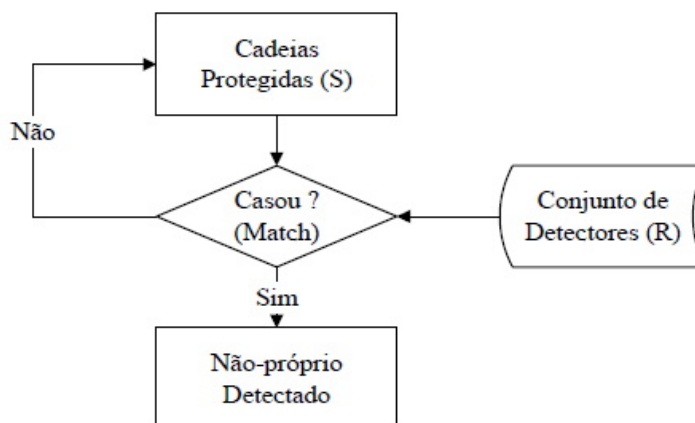 Cadeias
Protegidas (S)
Não
Casou ?
(Match)
Conjunto de
Detectores (R)
Sim
Não-próprio
Detectado